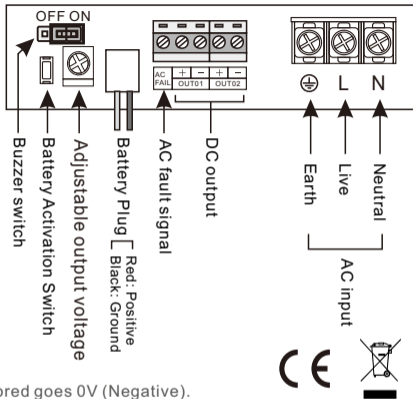 OFF ON
AC
FAIL
+ − + −
OUT01 OUT02
L N
Buzzer switch
Battery Activation Switch
Adjustable output voltage
Battery Plug
Red: Positive
Black: Ground
AC fault signal
DC output
Earth
Live
Neutral
AC input
CE
ored goes 0V (Negative).